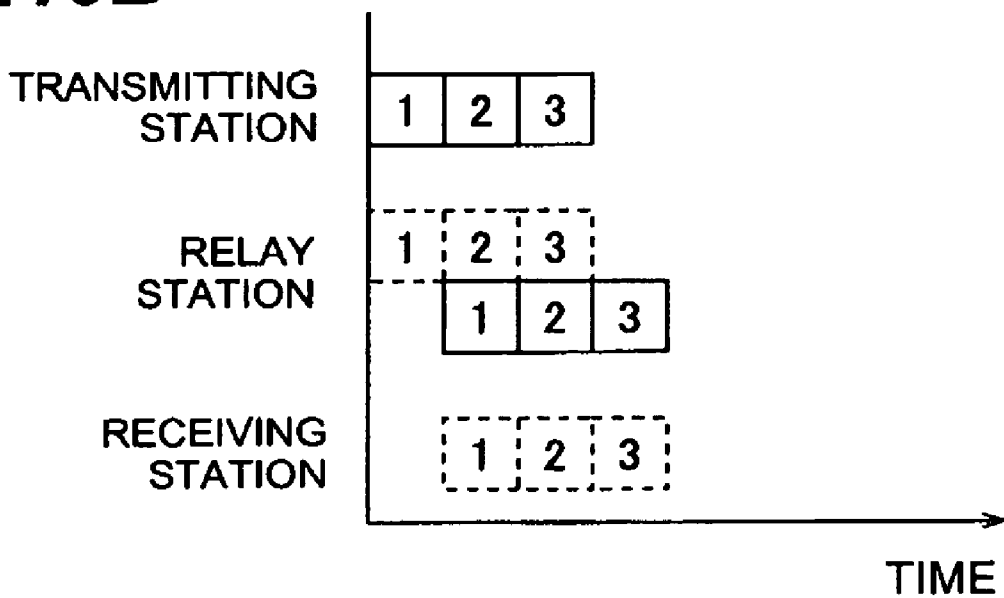 TRANSMITTING
STATION
1 2 3
RELAY
STATION
1 2 3
1 2 3
RECEIVING
STATION
1 2 3
TIME